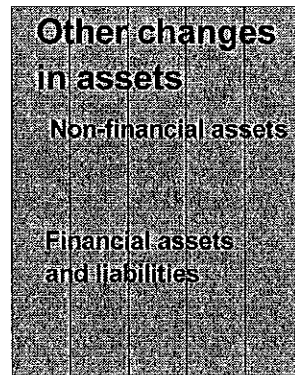 Other changes
in assets
Non-financial assets
Financial assets
and liabilities